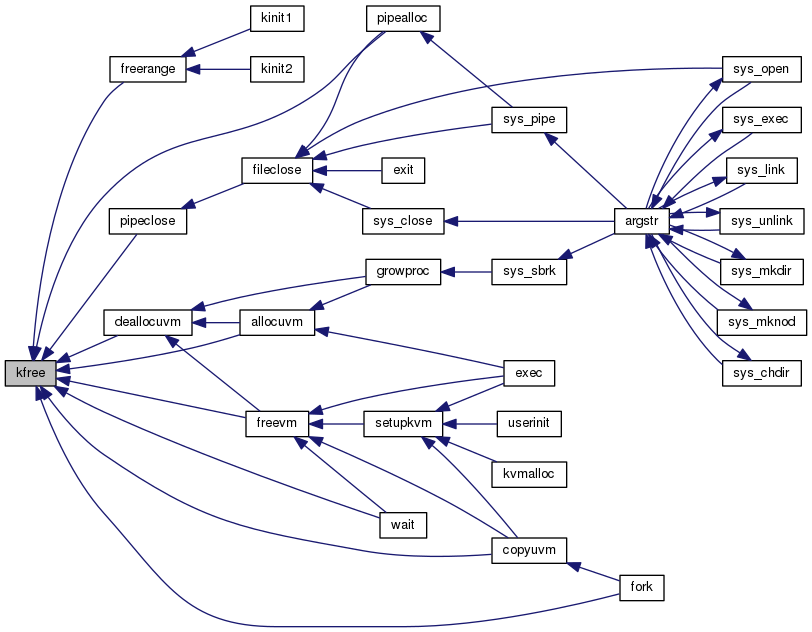 kinit1
pipealloc
freerange
kinit2
sys_open
sys_pipe
sys_exec
fileclose
exit
sys_link
pipeclose
sys_close
argstr
sys_unlink
growproc
sys_sbrk
sys_mkdir
deallocuvm
allocuvm
sys_mknod
kfree
exec
sys_chdir
freevm
setupkvm
userinit
kvmalloc
wait
copyuvm
fork